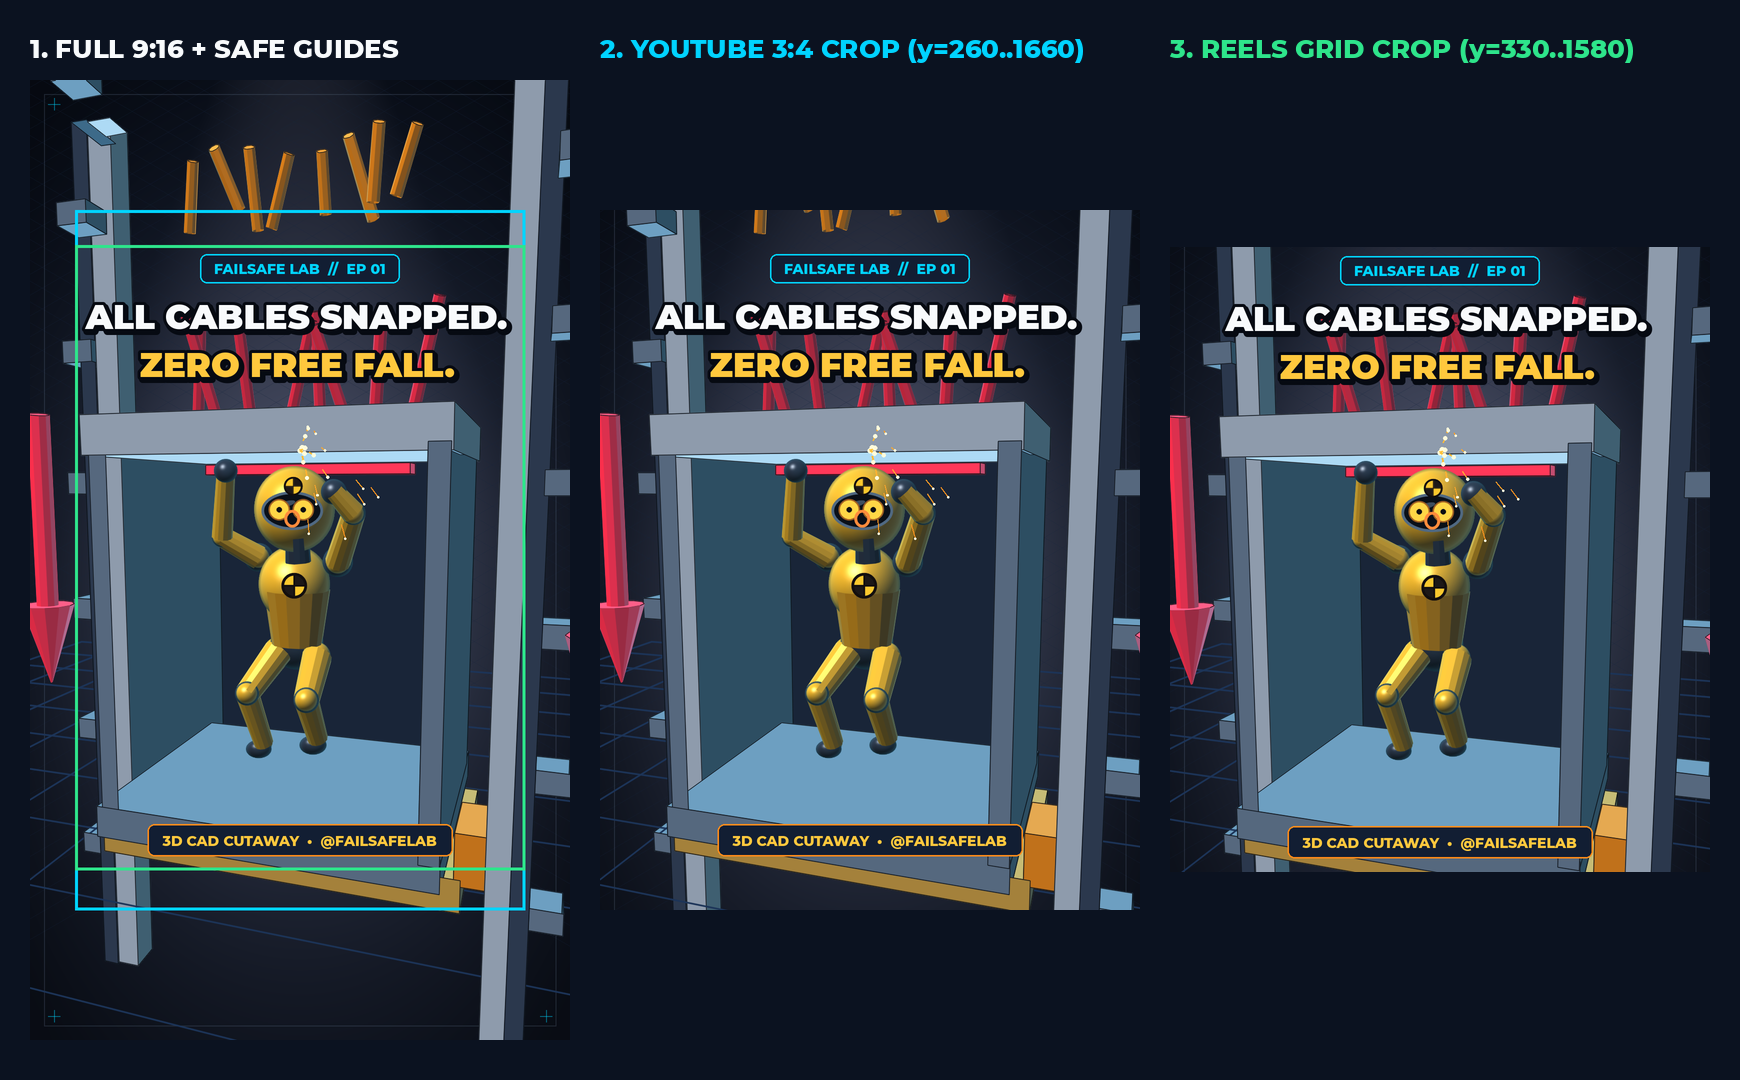 1. FULL 9:16 + SAFE GUIDES
FAILSAFE LAB // EP 01
ALL CABLES SNAPPED.
ZERO FREE FALL.
3D CAD CUTAWAY • @FAILSAFELAB
2. YOUTUBE 3:4 CROP (y=260..1660)
FAILSAFE LAB // EP 01
ALL CABLES SNAPPED.
ZERO FREE FALL.
3D CAD CUTAWAY • @FAILSAFELAB
3. REELS GRID CROP (y=330..1580)
FAILSAFE LAB // EP 01
ALL CABLES SNAPPED.
ZERO FREE FALL.
3D CAD CUTAWAY • @FAILSAFELAB